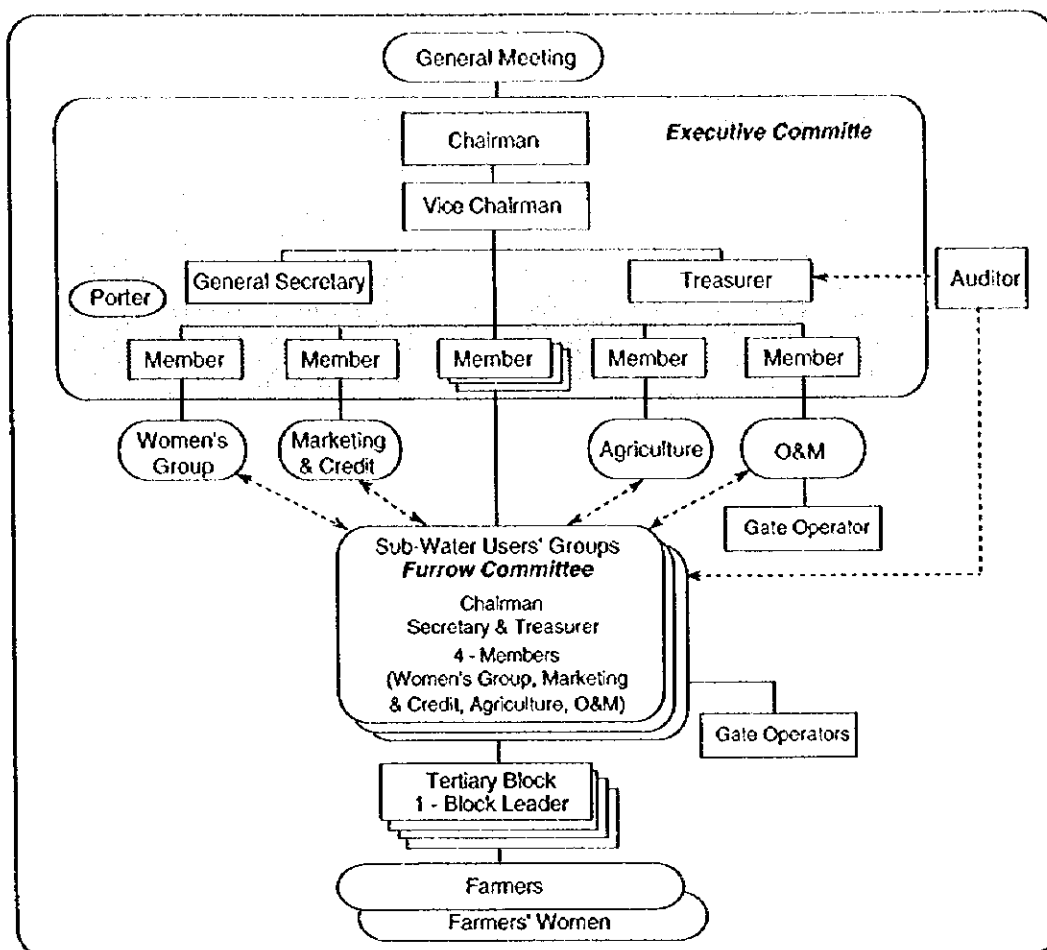 General Meeting
Executive Committe
Chairman
Vice Chairman
General Secretary
Treasurer
Auditor
Porter
Member
Member
Member
Member
Member
Women's
Group
Marketing
& Credit
Agriculture
O&M
Gate Operator
Sub-Water Users' Groups
Furrow Committee
Chairman
Secretary & Treasurer
4 - Members
(Women's Group, Marketing
& Credit, Agriculture, O&M)
Gate Operators
Tertiary Block
1 - Block Leader
Farmers
Farmers' Women